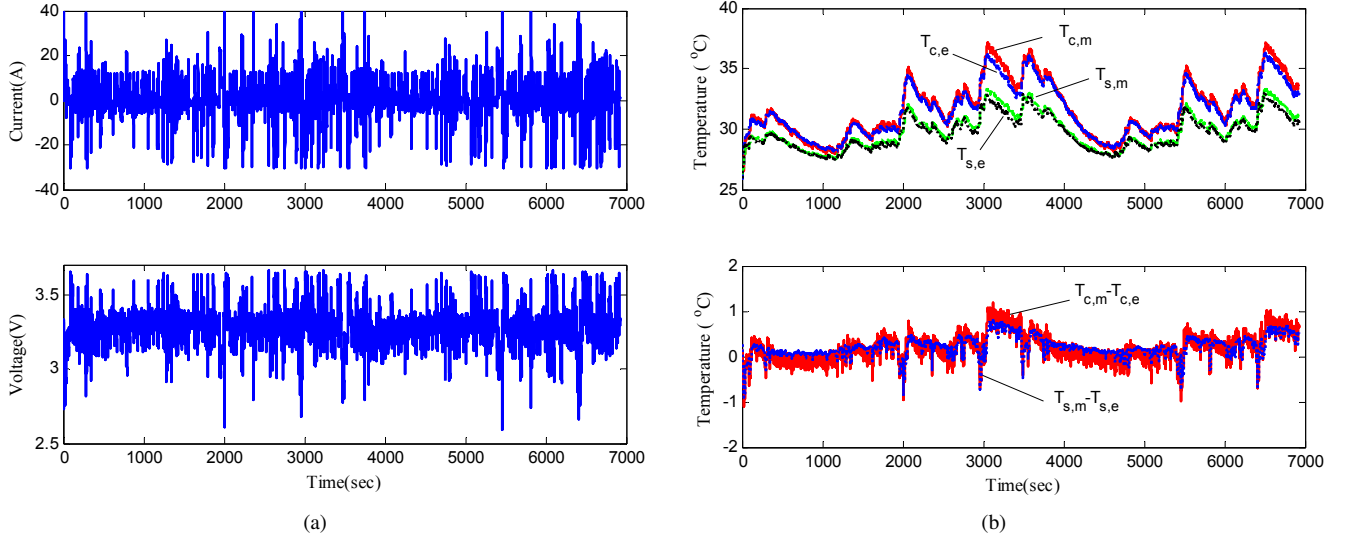 Current(A)
40
20
0
-20
-40
0 1000 2000 3000 4000 5000 6000 7000
Voltage(V)
3.5
3
2.5
0 1000 2000 3000 4000 5000 6000 7000
Time(sec)
(a)
Temperature ( °C)
40
35
30
25
T_c,m
T_c,e
T_s,m
T_s,e
0 1000 2000 3000 4000 5000 6000 7000
Temperature ( °C)
2
1
0
-1
-2
T_c,m-T_c,e
T_s,m-T_s,e
0 1000 2000 3000 4000 5000 6000 7000
Time(sec)
(b)